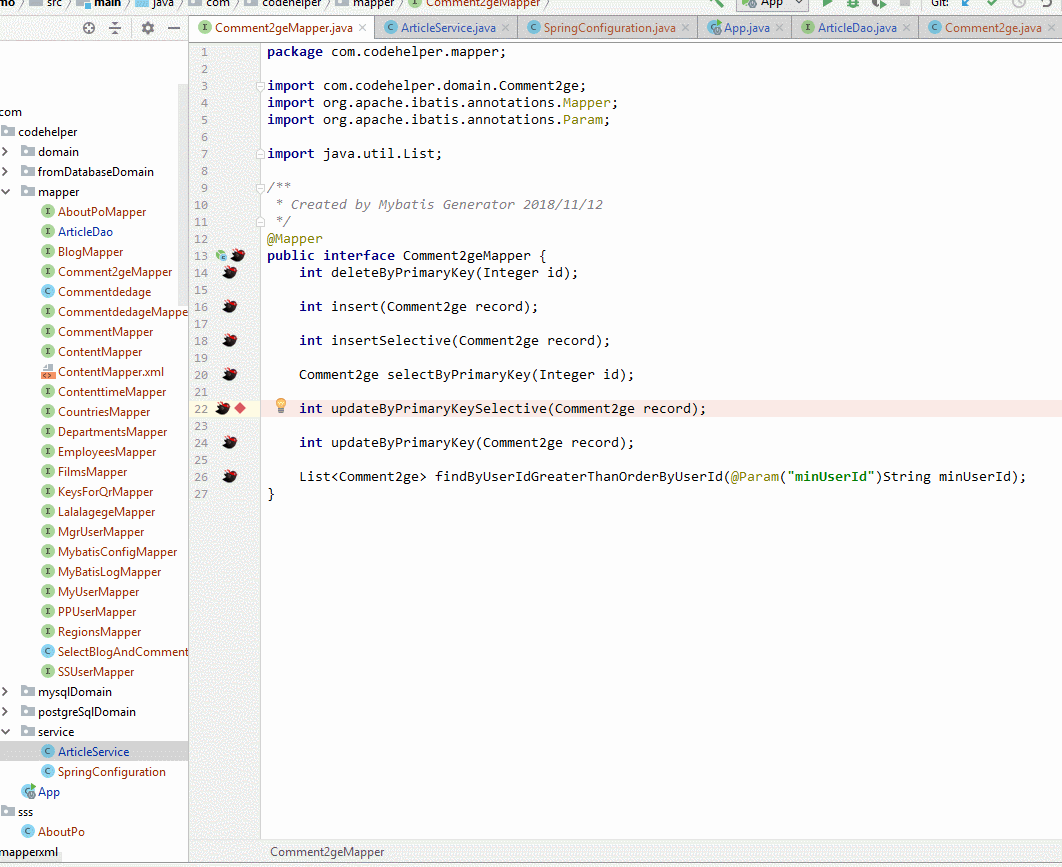 mo src main java com codehelper mapper Comment2geMapper App Git:
Comment2geMapper.java ArticleService.java SpringConfiguration.java App.java ArticleDao.java Comment2ge.java
com
codehelper
domain
fromDatabaseDomain
mapper
AboutPoMapper
ArticleDao
BlogMapper
Comment2geMapper
Commentdedage
CommentdedageMappe
CommentMapper
ContentMapper
ContentMapper.xml
ContenttimeMapper
CountriesMapper
DepartmentsMapper
EmployeesMapper
FilmsMapper
KeysForQrMapper
LalalagegeMapper
MgrUserMapper
MybatisConfigMapper
MyBatisLogMapper
MyUserMapper
PPUserMapper
RegionsMapper
SelectBlogAndComment
SSUserMapper
mysqlDomain
postgreSqlDomain
service
ArticleService
SpringConfiguration
App
sss
AboutPo
mapperxml
1 package com.codehelper.mapper;
2
3 import com.codehelper.domain.Comment2ge;
4 import org.apache.ibatis.annotations.Mapper;
5 import org.apache.ibatis.annotations.Param;
6
7 import java.util.List;
8
9 /**
10 * Created by Mybatis Generator 2018/11/12
11 */
12 @Mapper
13 public interface Comment2geMapper {
14 int deleteByPrimaryKey(Integer id);
15
16 int insert(Comment2ge record);
17
18 int insertSelective(Comment2ge record);
19
20 Comment2ge selectByPrimaryKey(Integer id);
21
22 int updateByPrimaryKeySelective(Comment2ge record);
23
24 int updateByPrimaryKey(Comment2ge record);
25
26 List<Comment2ge> findByUserIdGreaterThanOrderByUserId(@Param("minUserId")String minUserId);
27 }
Comment2geMapper